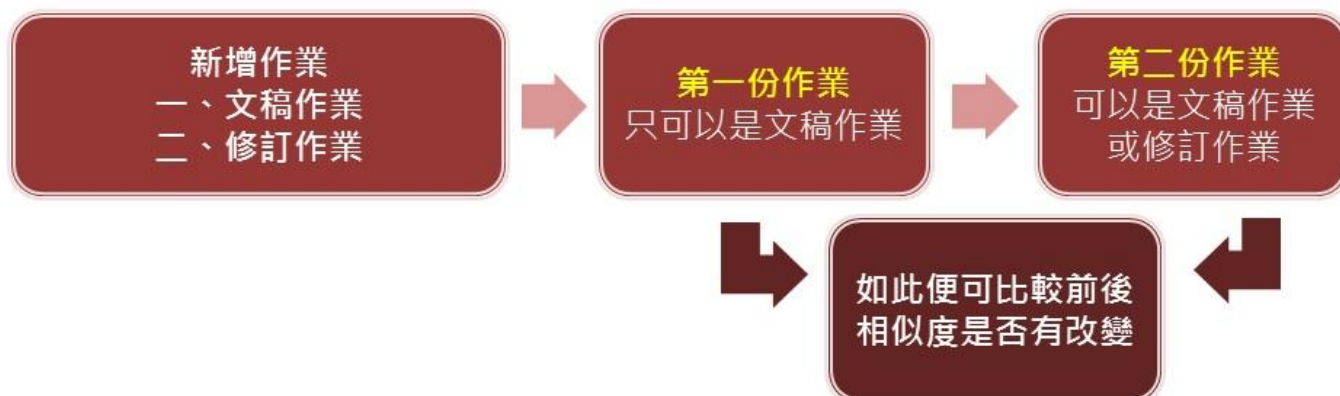 新增作業
一、文稿作業
二、修訂作業
第一份作業
只可以是文稿作業
第二份作業
可以是文稿作業
或修訂作業
如此便可比較前後
相似度是否有改變